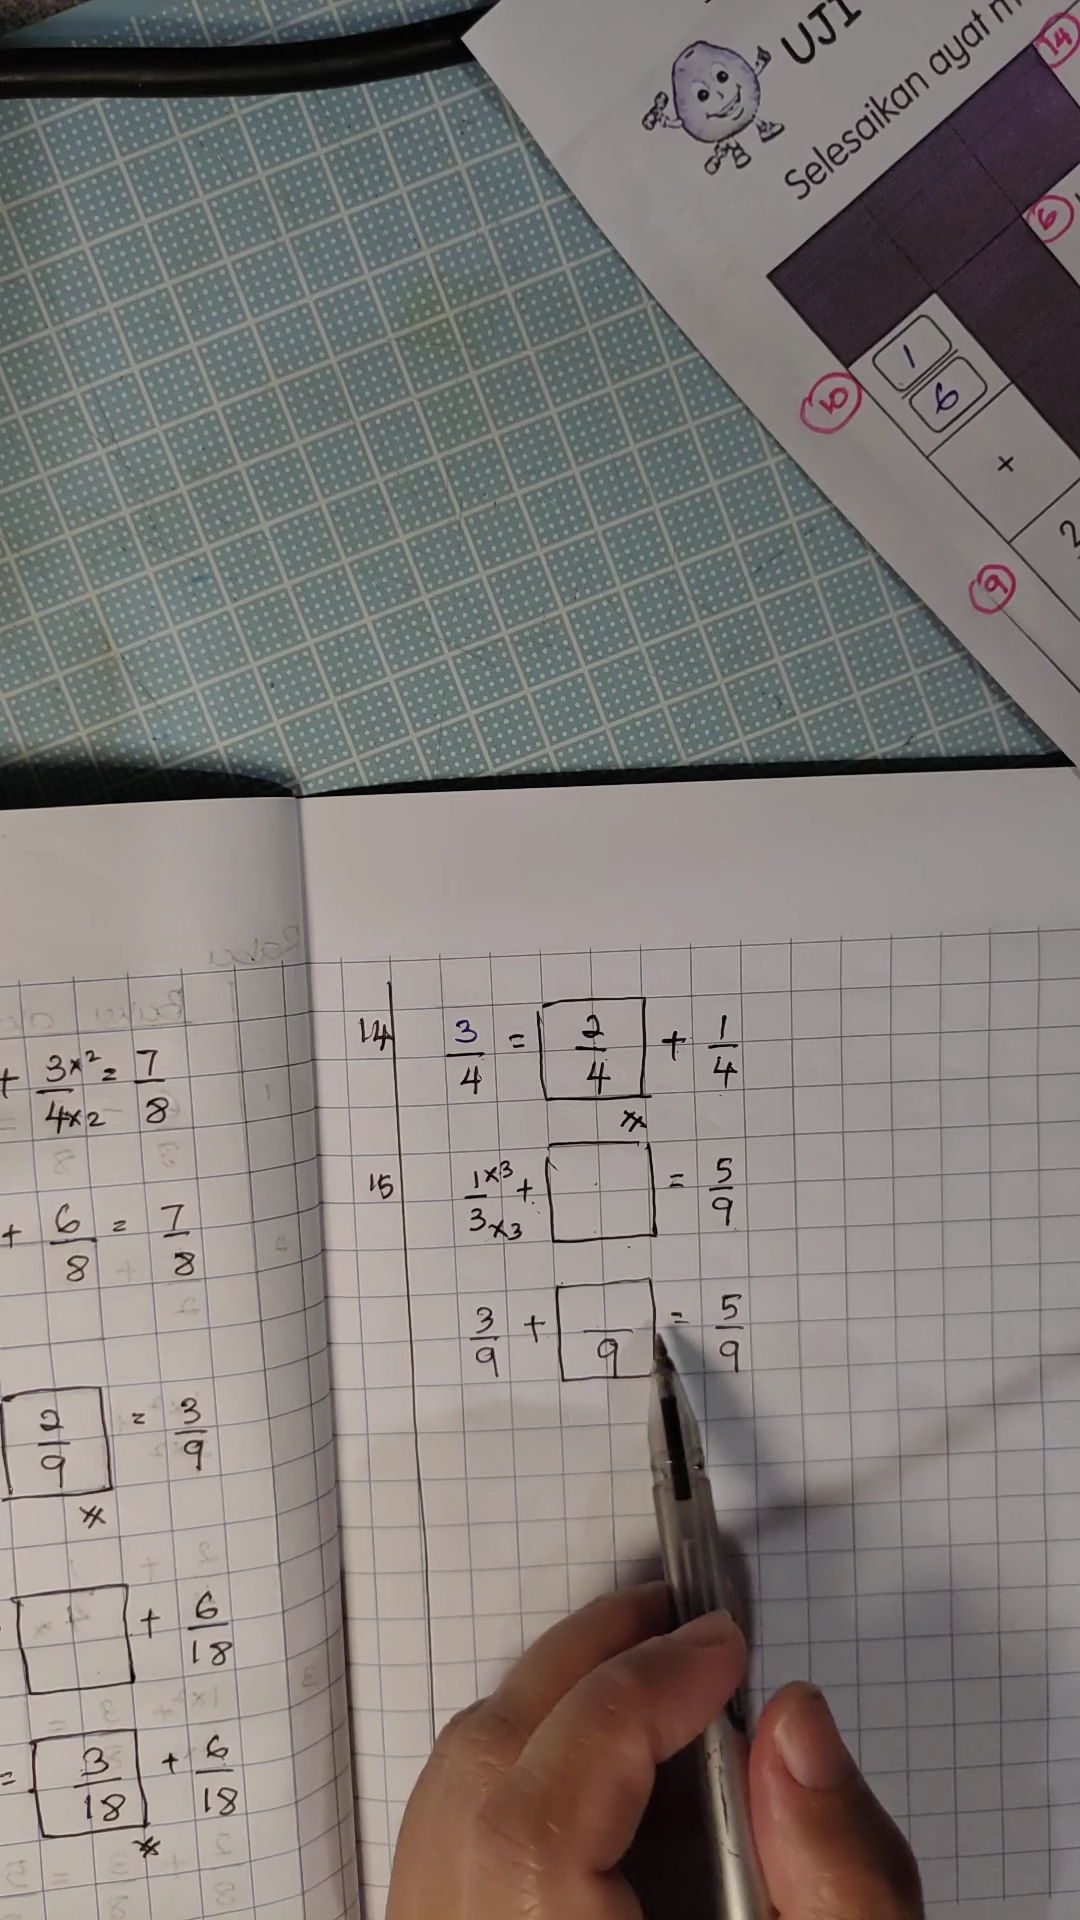 UJI
Selesaikan ayat m
14
6
10
1/6
+
2
9
+ 3×2/4×2 = 7/8
+ 6/8 = 7/8
2/9 = 3/9
+ 6/18
= 3/18 + 6/18
14 3/4 = 2/4 + 1/4
15 1×3/3×3 + = 5/9
3/9 + /9 = 5/9